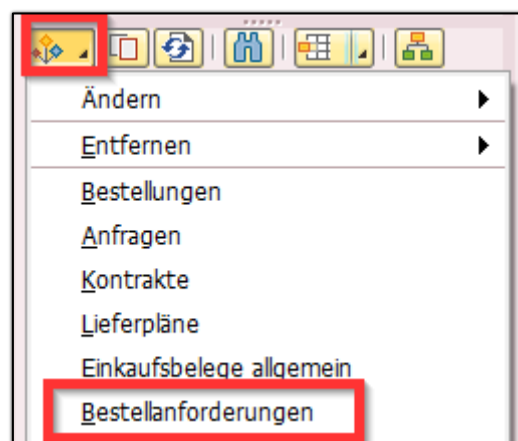 Ändern
Entfernen
Bestellungen
Anfragen
Kontrakte
Lieferpläne
Einkaufsbelege allgemein
Bestellanforderungen